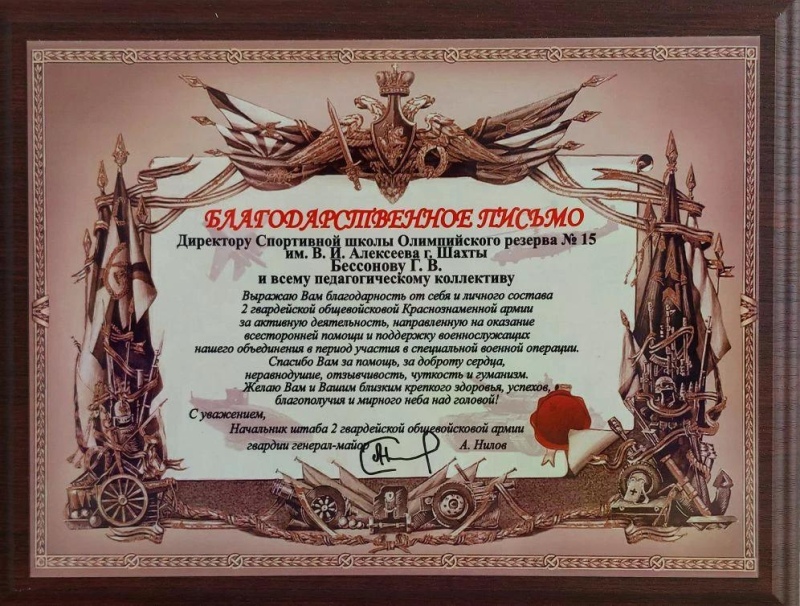 БЛАГОДАРСТВЕННОЕ ПИСЬМО
Директору Спортивной школы Олимпийского резерва № 15
им. В. И. Алексеева г. Шахты
Бессонову Г. В.
и всему педагогическому коллективу
Выражаю Вам благодарность от себя и личного состава
2 гвардейской общевойсковой Краснознаменной армии
за активную деятельность, направленную на оказание
всесторонней помощи и поддержку военнослужащих
нашего объединения в период участия в специальной военной операции.
Спасибо Вам за помощь, за доброту сердца,
неравнодушие, отзывчивость, чуткость и гуманизм.
Желаю Вам и Вашим близким крепкого здоровья, успехов,
благополучия и мирного неба над головой!
С уважением,
Начальник штаба 2 гвардейской общевойсковой армии
гвардии генерал-майор А. Нилов